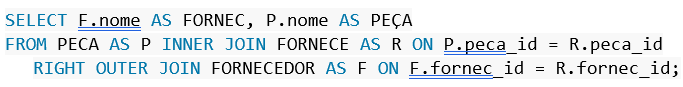 SELECT F.nome AS FORNEC, P.nome AS PEÇA
FROM PECA AS P INNER JOIN FORNECE AS R ON P.peca_id = R.peca_id
RIGHT OUTER JOIN FORNECEDOR AS F ON F.fornec_id = R.fornec_id;